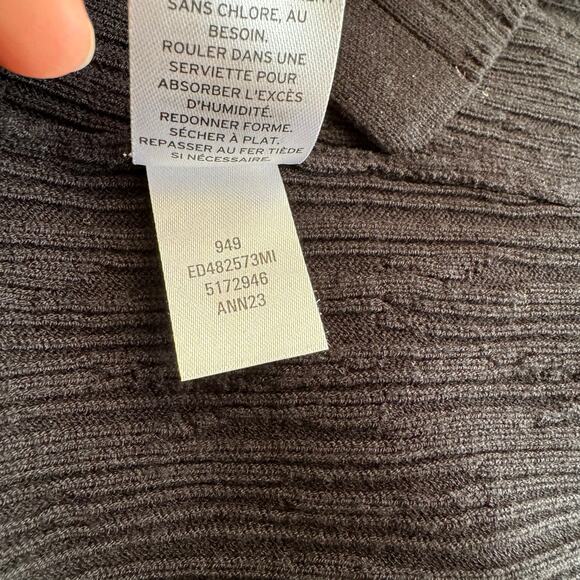 SANS CHLORE, AU
BESOIN.
ROULER DANS UNE
SERVIETTE POUR
ABSORBER L'EXCÈS
D'HUMIDITÉ.
REDONNER FORME.
SÉCHER À PLAT.
REPASSER AU FER TIÈDE
SI NÉCESSAIRE.
949
ED482573MI
5172946
ANN23